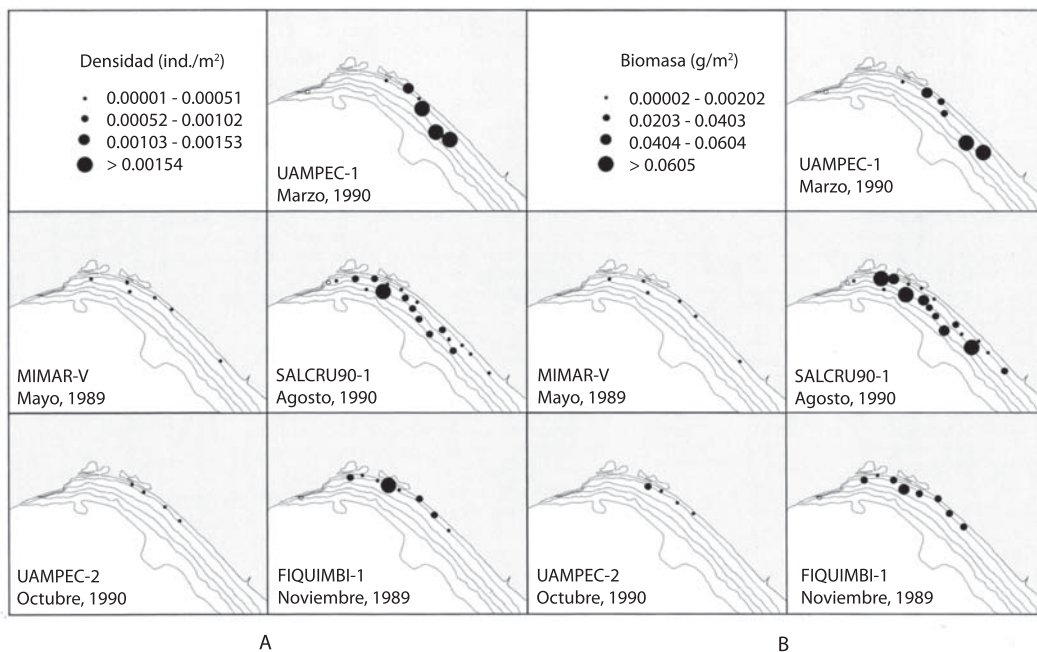 Densidad (ind./m²)
0.00001 - 0.00051
0.00052 - 0.00102
0.00103 - 0.00153
> 0.00154
UAMPEC-1
Marzo, 1990
Biomasa (g/m²)
0.00002 - 0.00202
0.0203 - 0.0403
0.0404 - 0.0604
> 0.0605
UAMPEC-1
Marzo, 1990
MIMAR-V
Mayo, 1989
SALCRU90-1
Agosto, 1990
MIMAR-V
Mayo, 1989
SALCRU90-1
Agosto, 1990
UAMPEC-2
Octubre, 1990
FIQUIMBI-1
Noviembre, 1989
UAMPEC-2
Octubre, 1990
FIQUIMBI-1
Noviembre, 1989
A
B